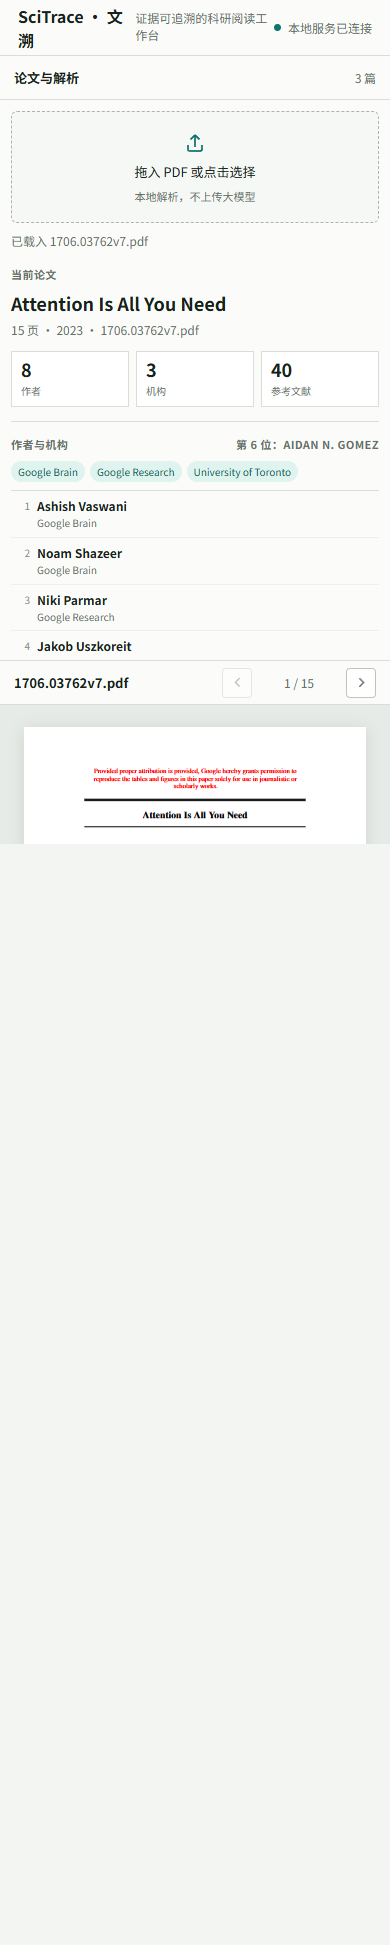 SciTrace · 文
溯
证据可追溯的科研阅读工
作台
本地服务已连接
论文与解析
3 篇
拖入 PDF 或点击选择
本地解析，不上传大模型
已载入 1706.03762v7.pdf
当前论文
Attention Is All You Need
15 页 · 2023 · 1706.03762v7.pdf
8
作者
3
机构
40
参考文献
作者与机构
第 6 位：AIDAN N. GOMEZ
Google Brain
Google Research
University of Toronto
1 Ashish Vaswani
Google Brain
2 Noam Shazeer
Google Brain
3 Niki Parmar
Google Research
4 Jakob Uszkoreit
1706.03762v7.pdf
1 / 15
Provided proper attribution is provided, Google hereby grants permission to
reproduce the tables and figures in this paper solely for use in journalistic or
scholarly works.
Attention Is All You Need